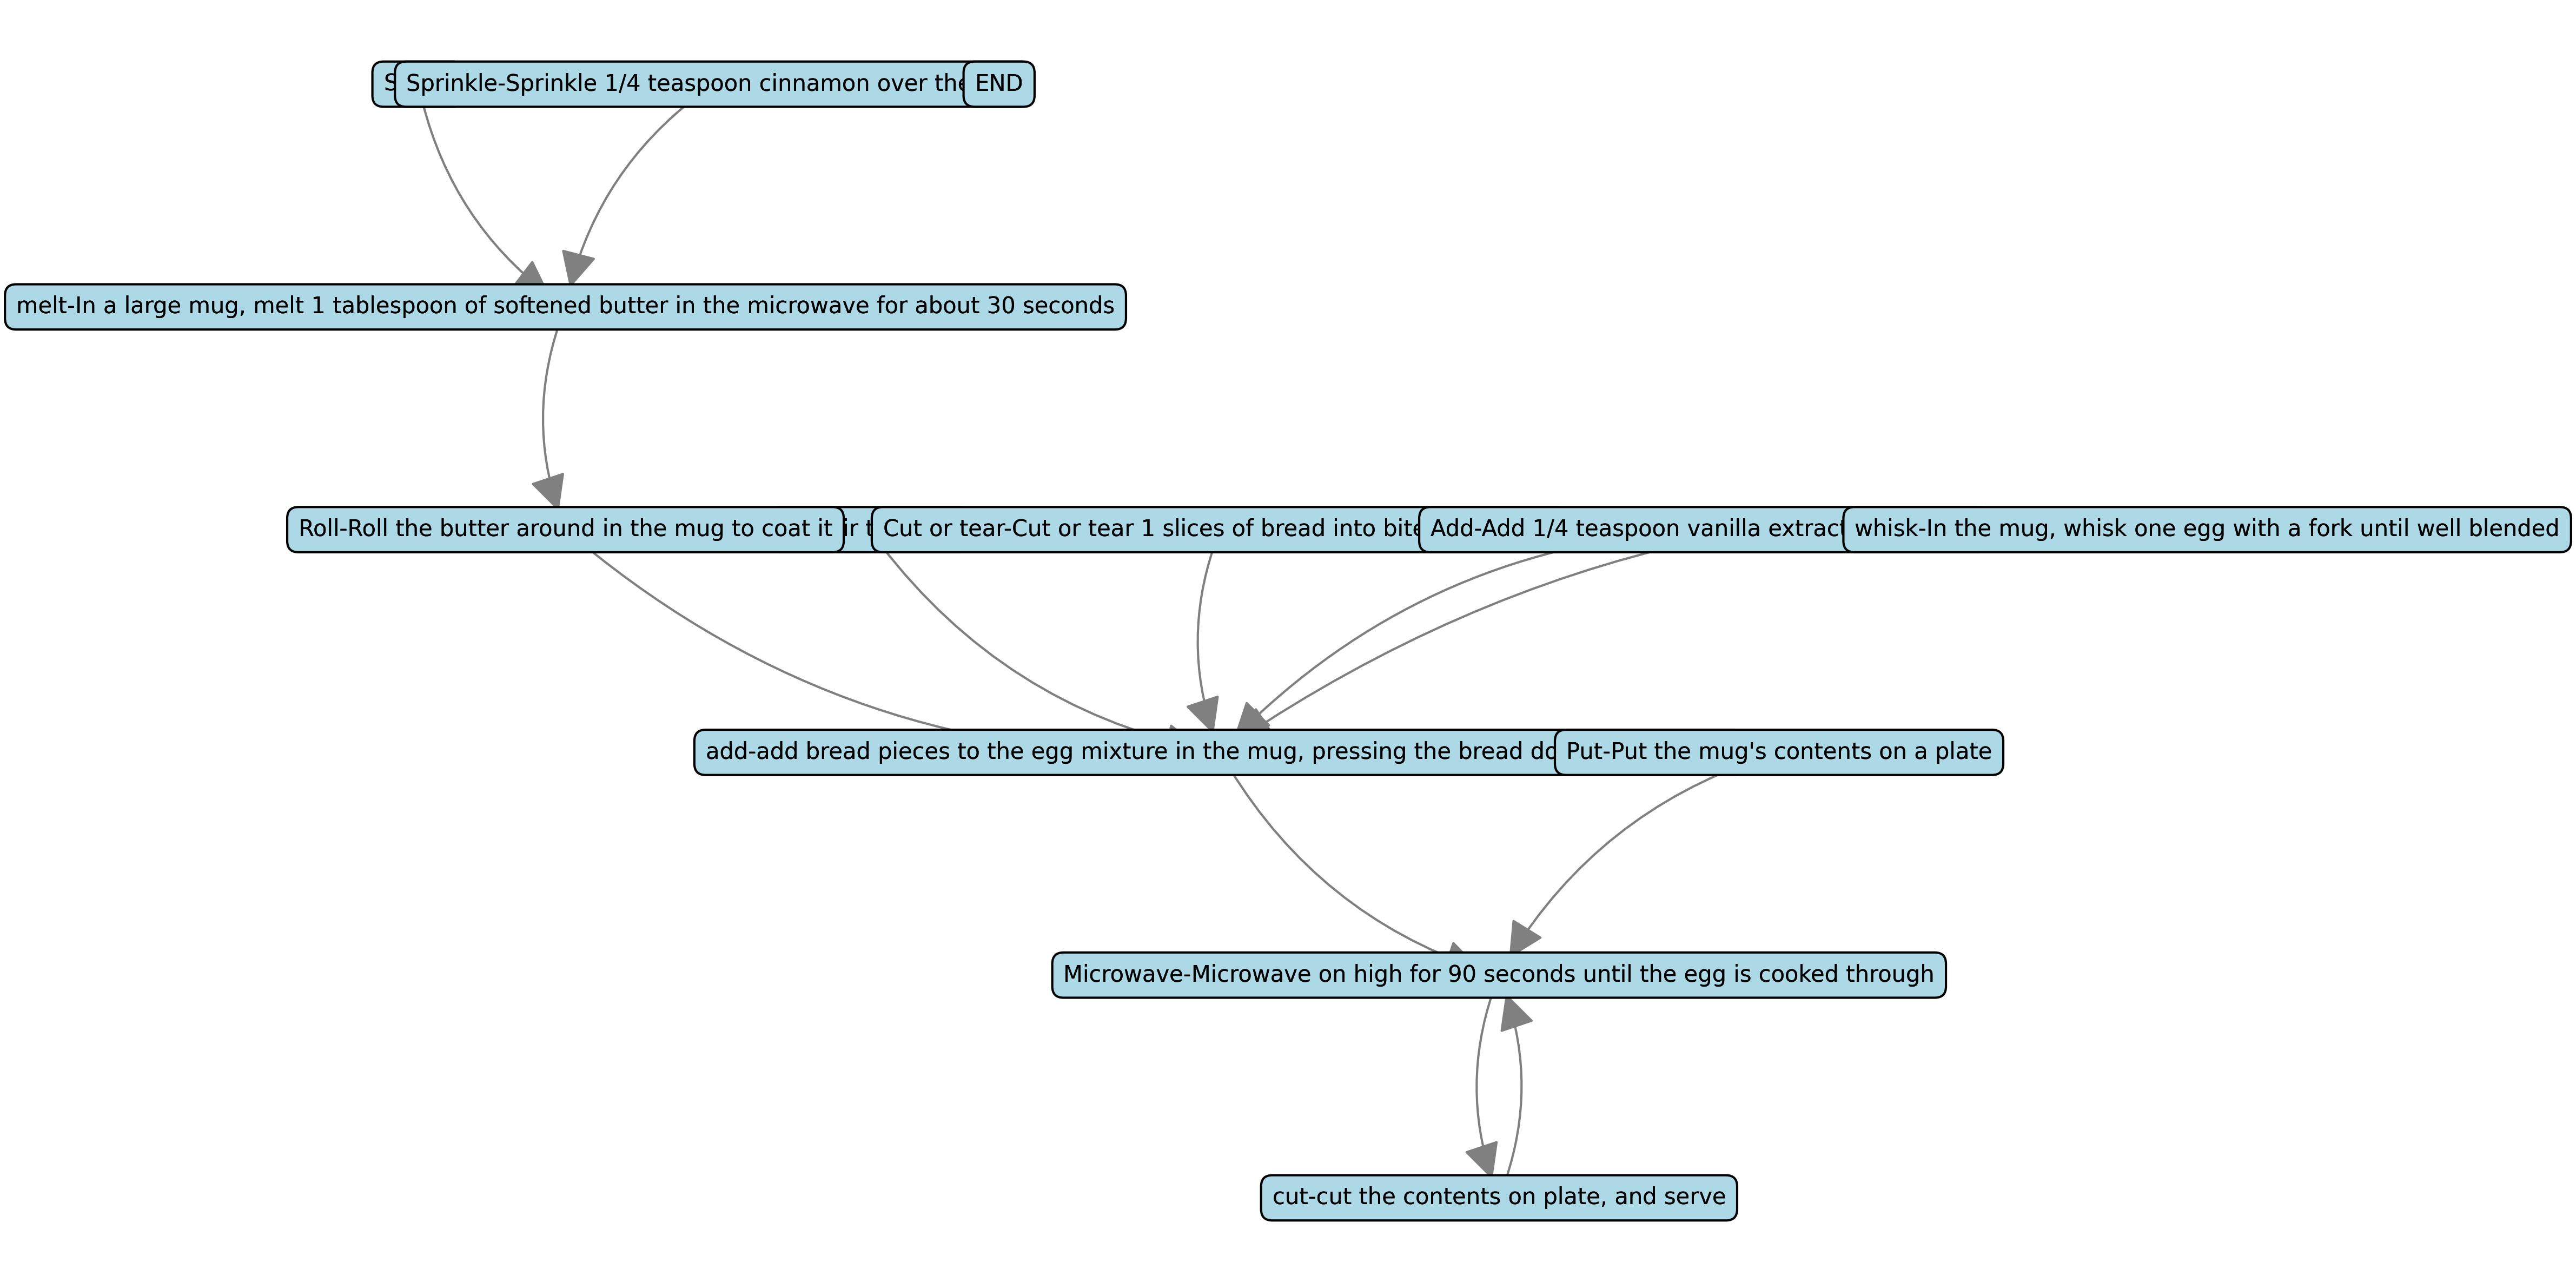 Sprinkle-Sprinkle 1/4 teaspoon cinnamon over the
END
melt-In a large mug, melt 1 tablespoon of softened butter in the microwave for about 30 seconds
Roll-Roll the butter around in the mug to coat it
Cut or tear-Cut or tear 1 slices of bread into bite
Add-Add 1/4 teaspoon vanilla extract
whisk-In the mug, whisk one egg with a fork until well blended
add-add bread pieces to the egg mixture in the mug, pressing the bread
Put-Put the mug's contents on a plate
Microwave-Microwave on high for 90 seconds until the egg is cooked through
cut-cut the contents on plate, and serve